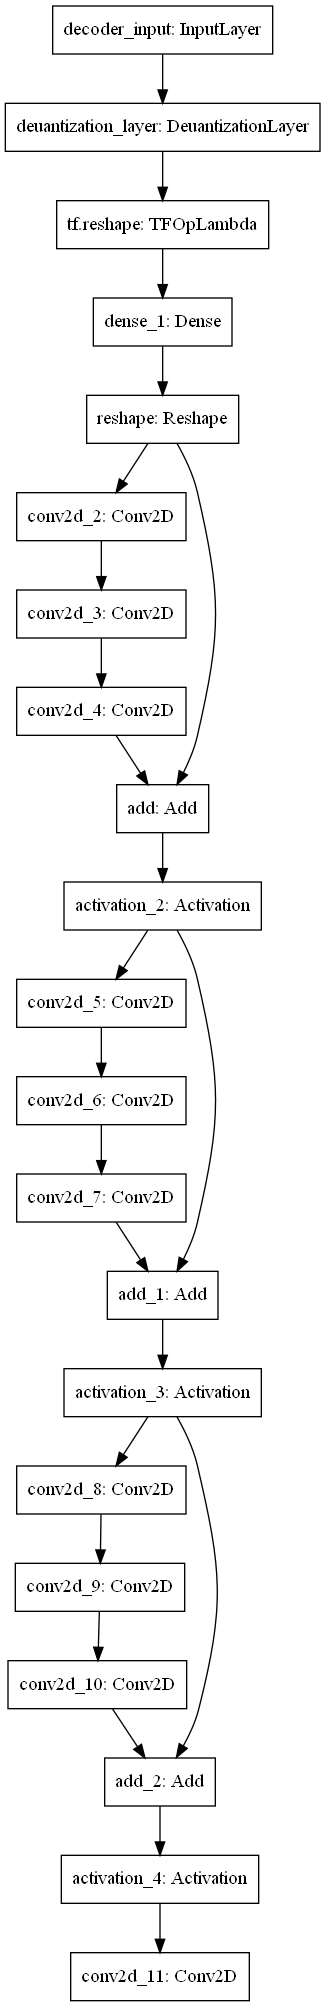 decoder_input: InputLayer
deuantization_layer: DeuantizationLayer
tf.reshape: TFOpLambda
dense_1: Dense
reshape: Reshape
conv2d_2: Conv2D
conv2d_3: Conv2D
conv2d_4: Conv2D
add: Add
activation_2: Activation
conv2d_5: Conv2D
conv2d_6: Conv2D
conv2d_7: Conv2D
add_1: Add
activation_3: Activation
conv2d_8: Conv2D
conv2d_9: Conv2D
conv2d_10: Conv2D
add_2: Add
activation_4: Activation
conv2d_11: Conv2D